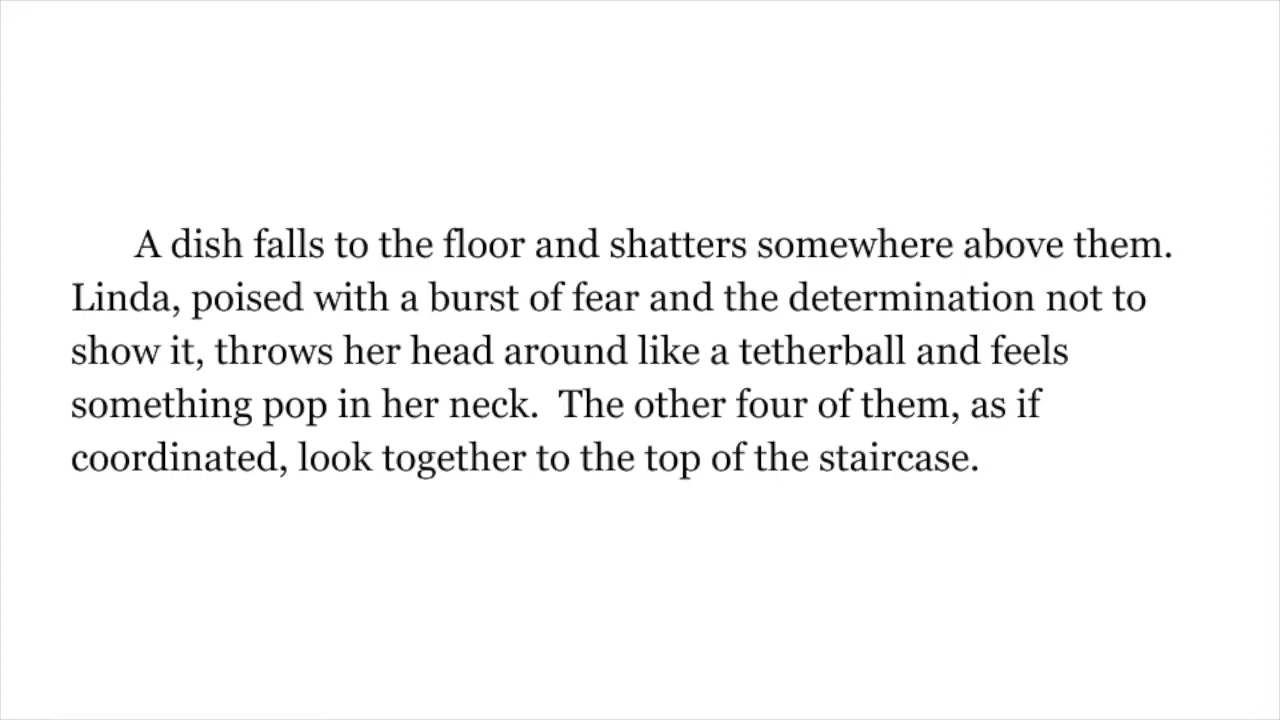 A dish falls to the floor and shatters somewhere above them.
Linda, poised with a burst of fear and the determination not to
show it, throws her head around like a tetherball and feels
something pop in her neck.  The other four of them, as if
coordinated, look together to the top of the staircase.